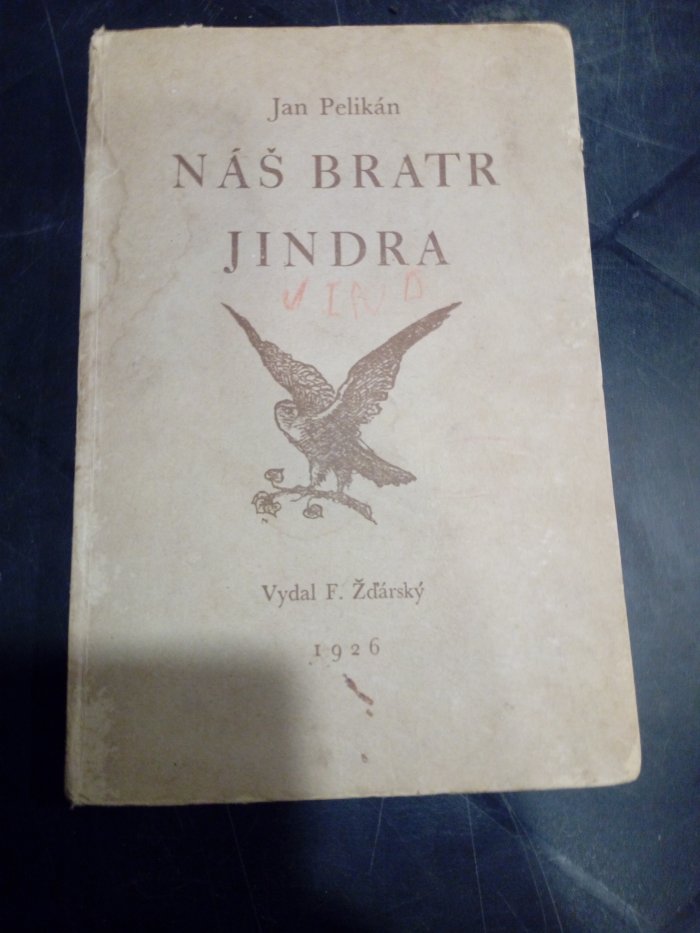 Jan Pelikán
NÁŠ BRATR
JINDRA
Vydal F. Žďárský
1926